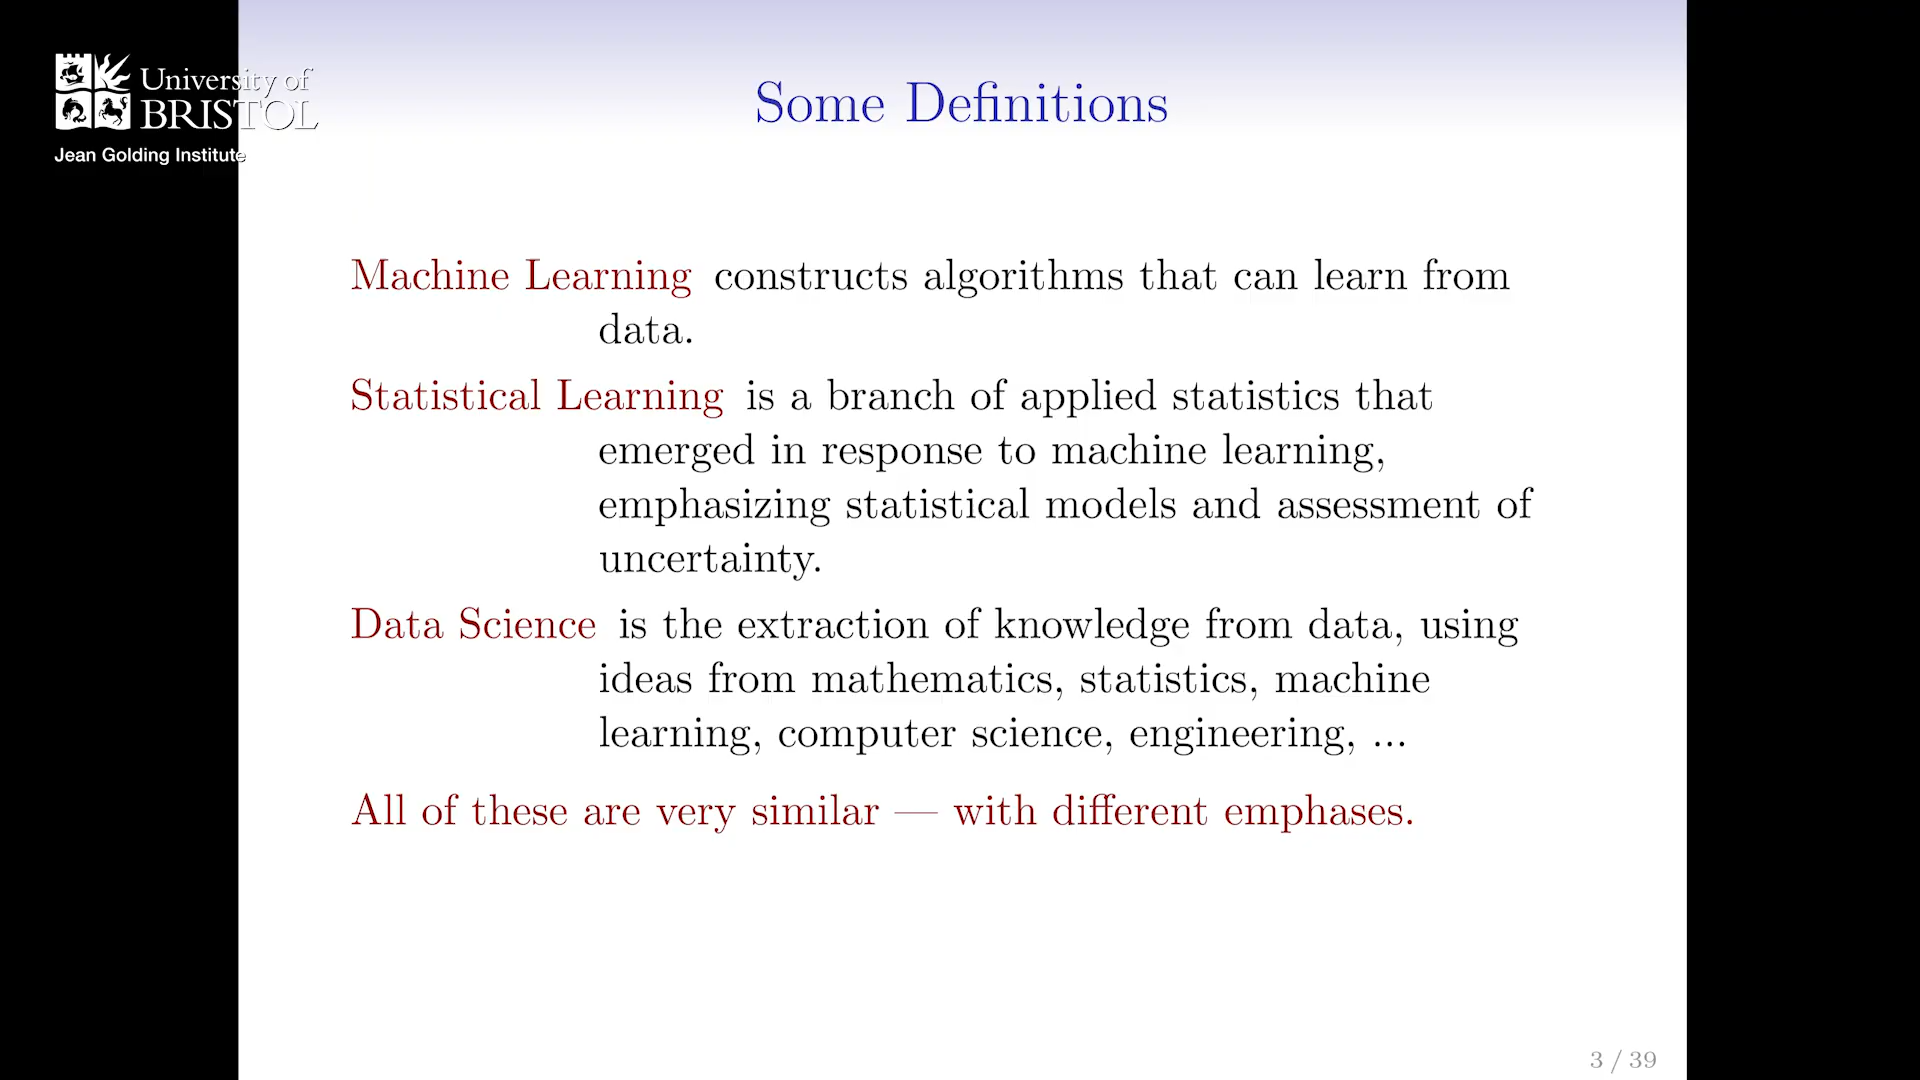 University of
BRISTOL
Jean Golding Institute
Some Definitions
Machine Learning constructs algorithms that can learn from
data.
Statistical Learning is a branch of applied statistics that
emerged in response to machine learning,
emphasizing statistical models and assessment of
uncertainty.
Data Science is the extraction of knowledge from data, using
ideas from mathematics, statistics, machine
learning, computer science, engineering, ...
All of these are very similar — with different emphases.
3 / 39